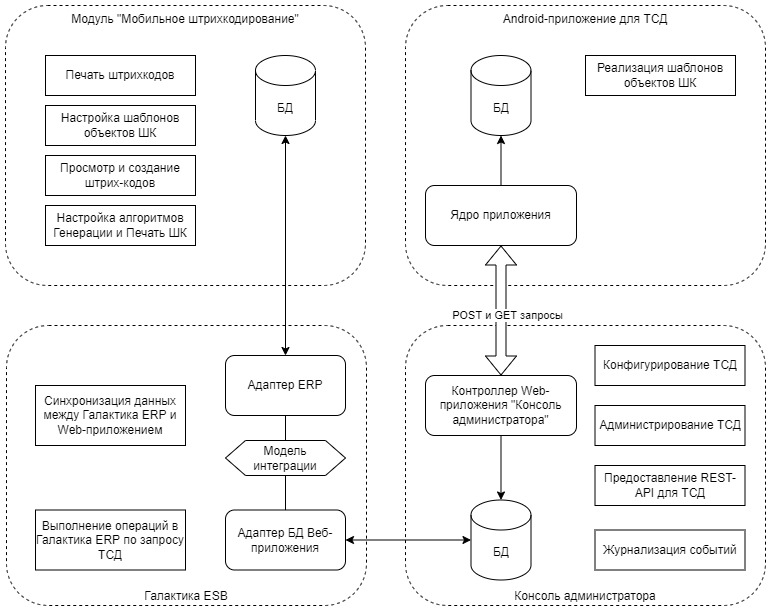 Модуль "Мобильное штрихкодирование"
Печать штрихкодов
Настройка шаблонов
объектов ШК
Просмотр и создание
штрих-кодов
Настройка алгоритмов
Генерации и Печать ШК
БД
Android-приложение для ТСД
БД
Реализация шаблонов
объектов ШК
Ядро приложения
POST и GET запросы
Адаптер ERP
Синхронизация данных
между Галактика ERP и
Web-приложением
Модель
интеграции
Выполнение операций в
Галактика ERP по запросу
ТСД
Адаптер БД Веб-
приложения
Галактика ESB
Контроллер Web-
приложения "Консоль
администратора"
БД
Конфигурирование ТСД
Администрирование ТСД
Предоставление REST-
API для ТСД
Журнализация событий
Консоль администратора